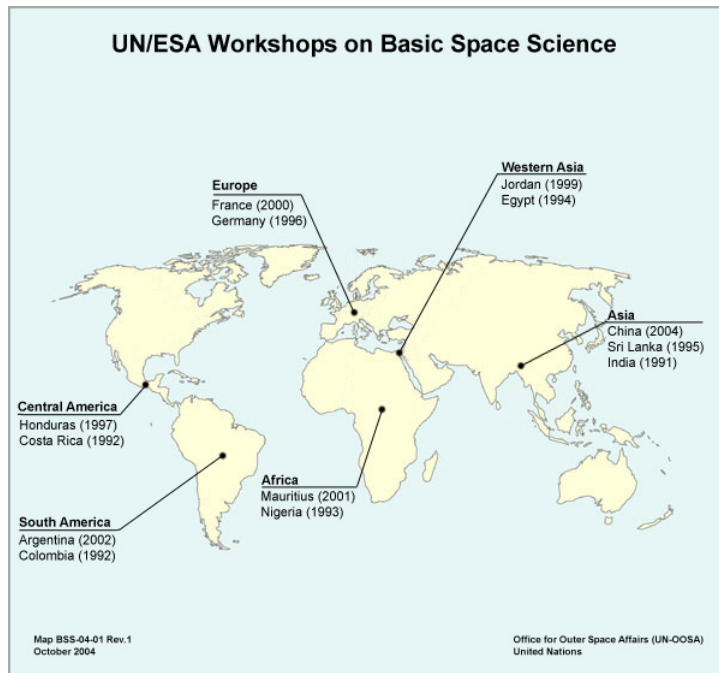 UN/ESA Workshops on Basic Space Science
Western Asia
Jordan (1999)
Egypt (1994)
Europe
France (2000)
Germany (1996)
Asia
China (2004)
Sri Lanka (1995)
India (1991)
Central America
Honduras (1997)
Costa Rica (1992)
Africa
Mauritius (2001)
Nigeria (1993)
South America
Argentina (2002)
Colombia (1992)
Map BSS-04-01 Rev.1
October 2004
Office for Outer Space Affairs (UN-OOSA)
United Nations